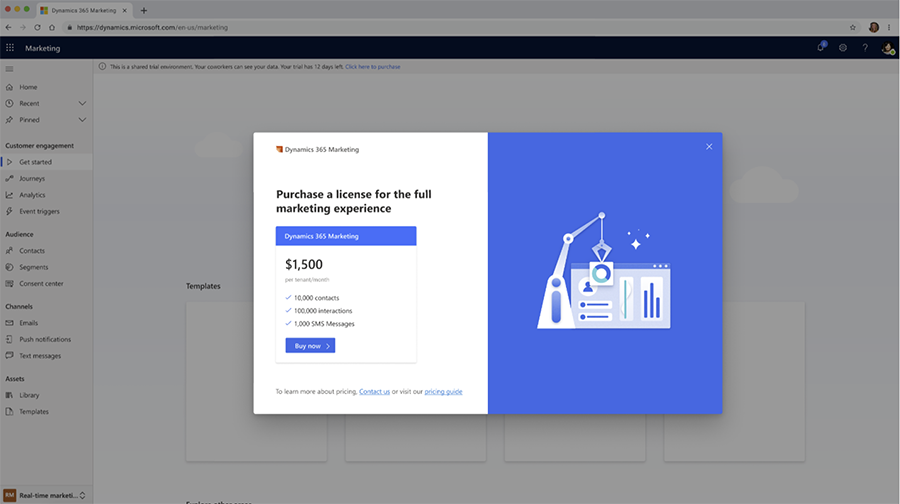 Dynamics 365 Marketing
https://dynamics.microsoft.com/en-us/marketing
Marketing
This is a shared trial environment. Your coworkers can see your data. Your trial has 12 days left. Click here to purchase
Home
Recent
Pinned
Customer engagement
Get started
Journeys
Analytics
Event triggers
Audience
Contacts
Segments
Consent center
Channels
Emails
Push notifications
Text messages
Assets
Library
Templates
RM Real-time marketi...
Templates
Dynamics 365 Marketing
Purchase a license for the full
marketing experience
Dynamics 365 Marketing
$1,500
per tenant/month
10,000 contacts
100,000 interactions
1,000 SMS Messages
Buy now
To learn more about pricing, Contact us or visit our pricing guide